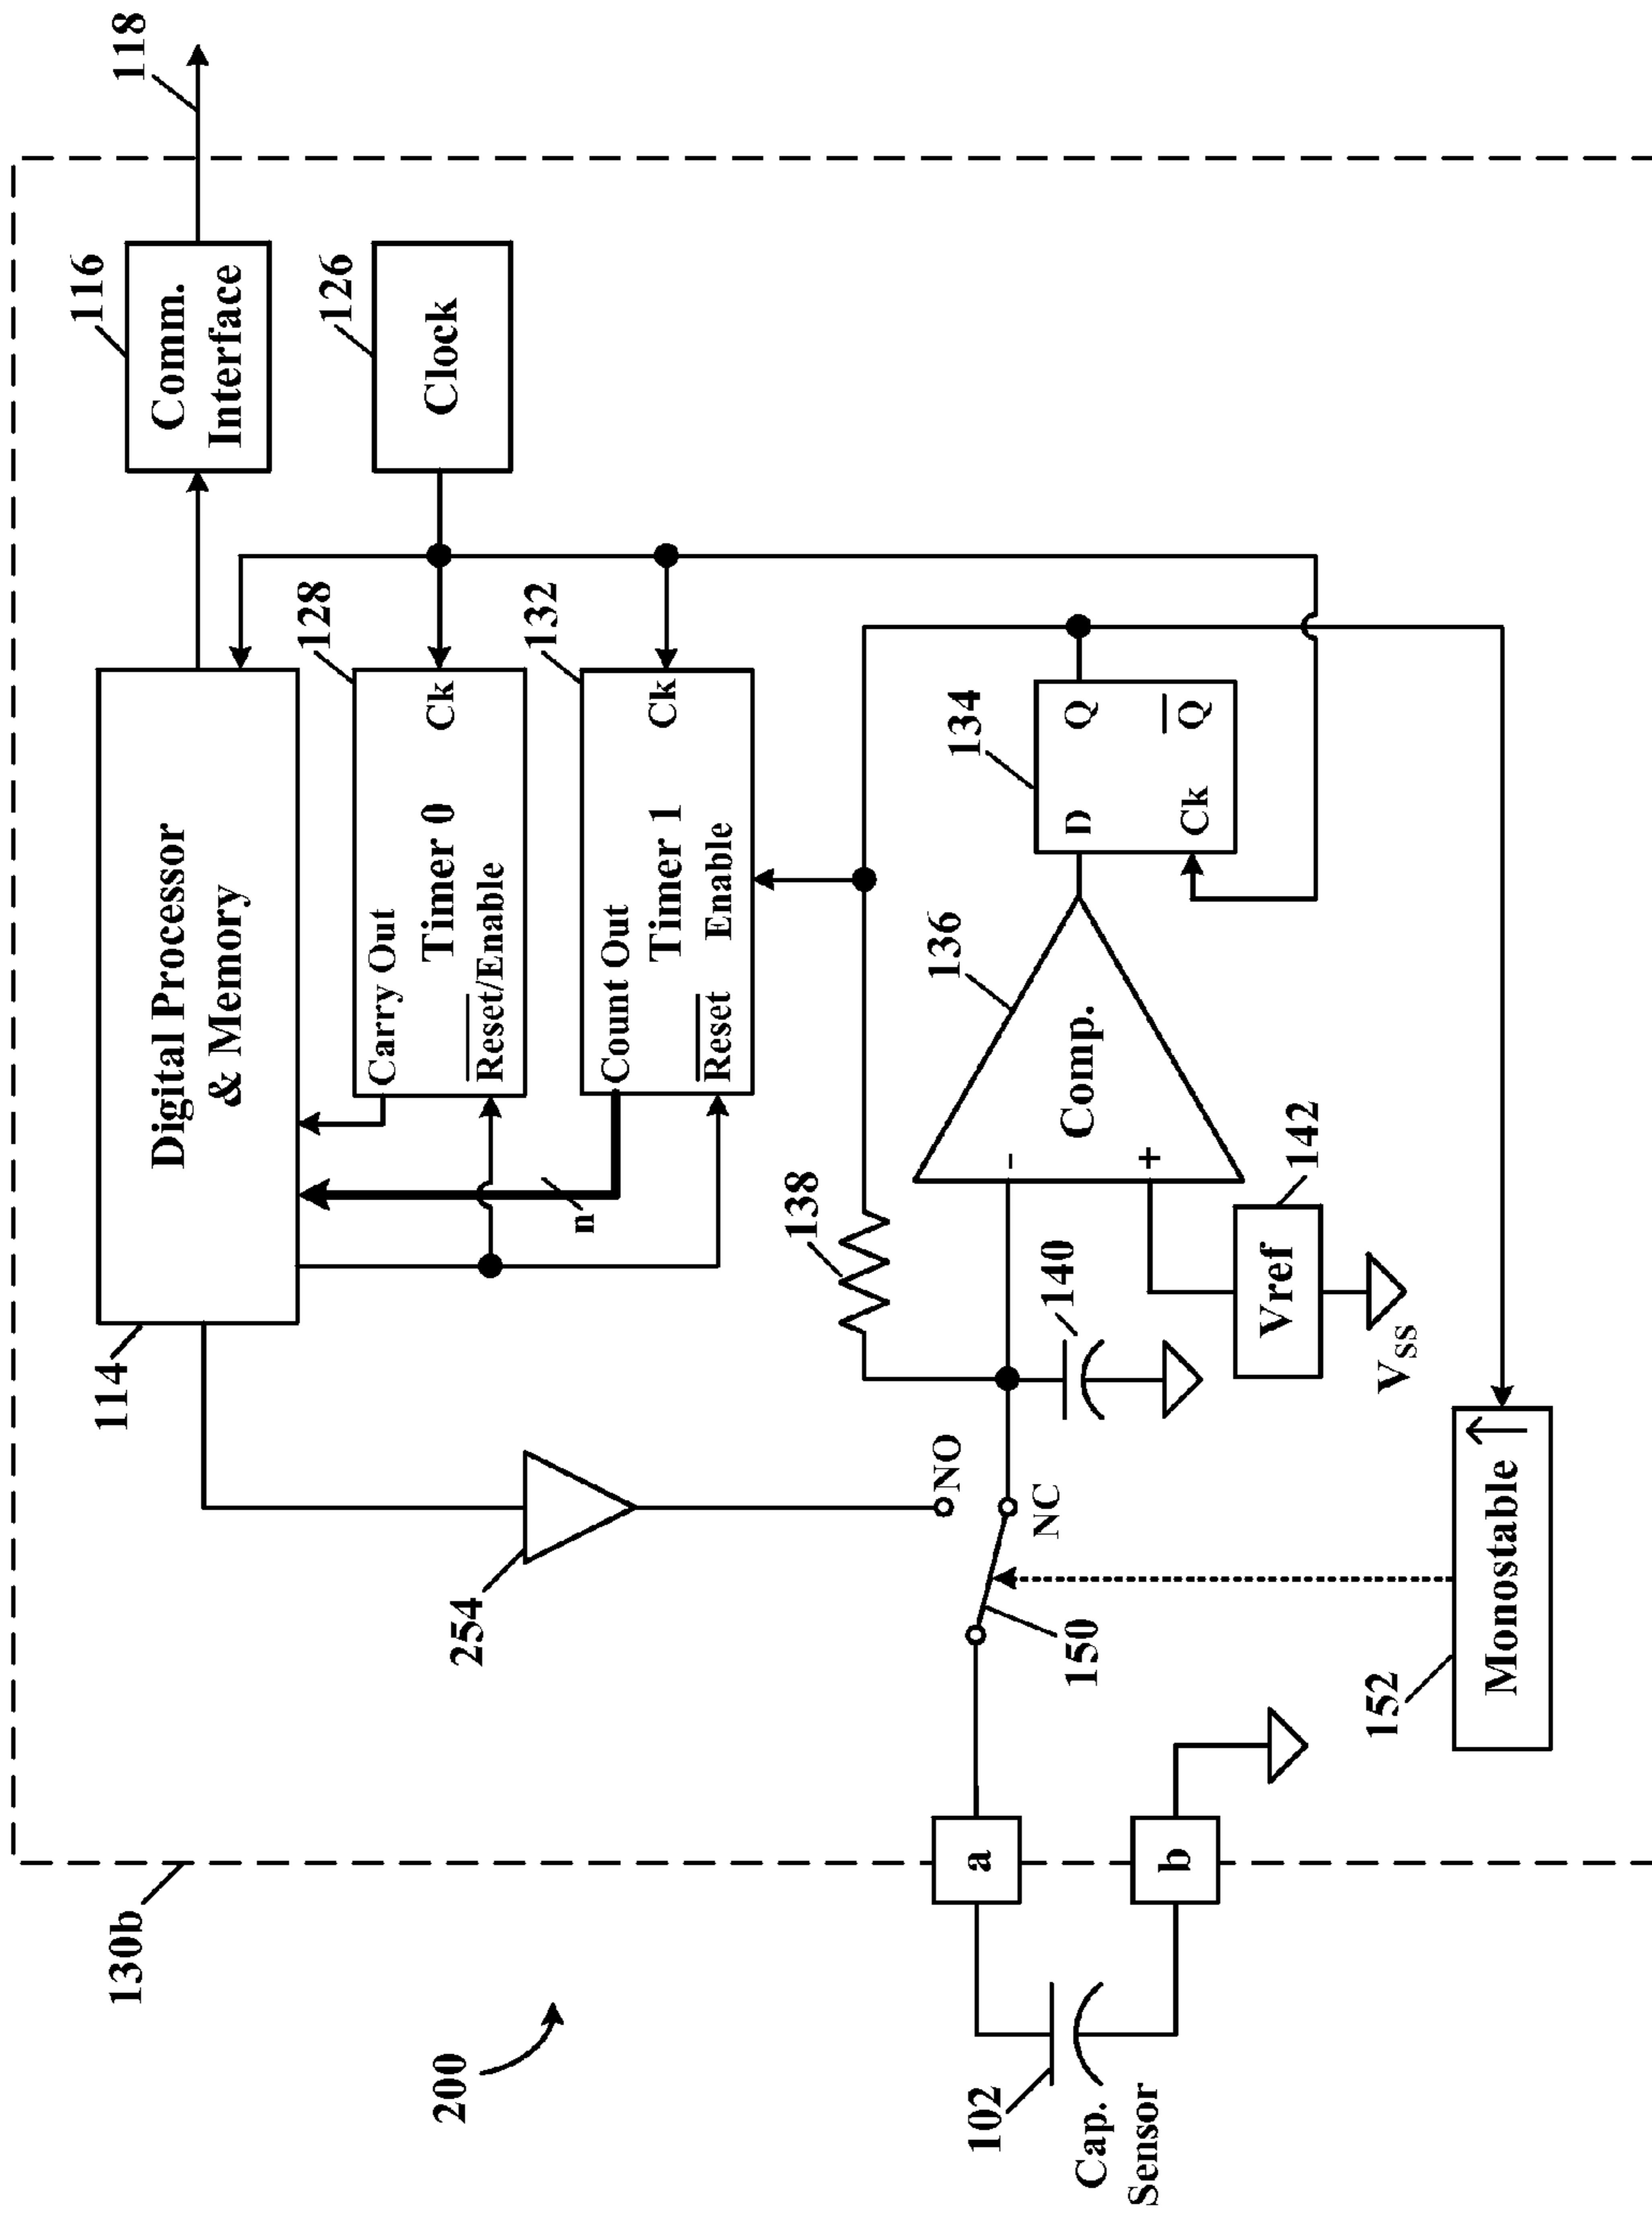 118
116
Comm.
Interface
126
Clock
114
Digital Processor
& Memory
128
Carry Out
Timer 0
Ck
Reset/Enable
132
Count Out
Timer 1
Ck
Reset
Enable
n
254
138
134
D
Q
Ck
Q
136
Comp.
-
+
140
142
Vref
VSS
NO
NC
150
152
Monostable
↑
a
b
130b
200
102
Cap.
Sensor